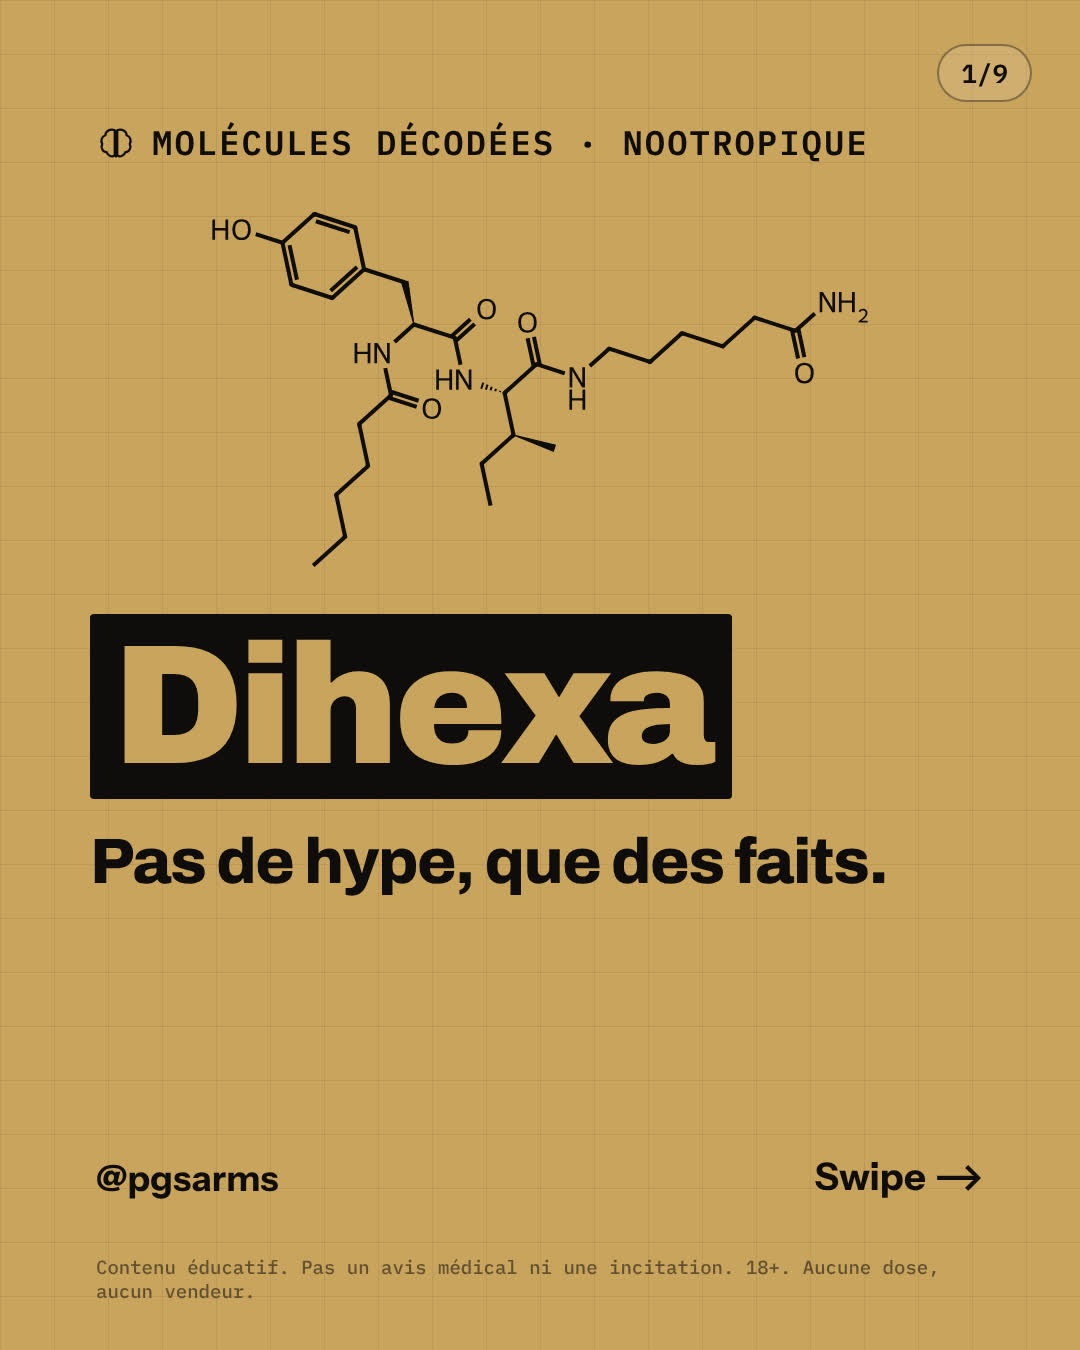 1/9
MOLÉCULES DÉCODÉES · NOOTROPIQUE
HO
O
O
NH2
HN
HN
N
H
O
O
Dihexa
Pas de hype, que des faits.
@pgsarms
Swipe →
Contenu éducatif. Pas un avis médical ni une incitation. 18+. Aucune dose,
aucun vendeur.